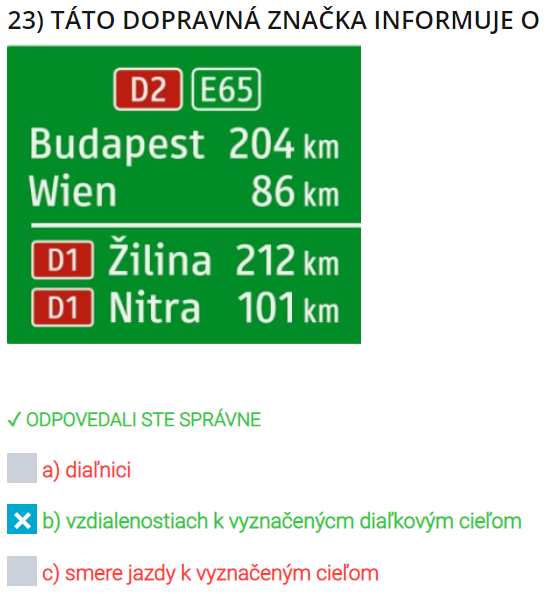 23) TÁTO DOPRAVNÁ ZNAČKA INFORMUJE O
D2 E65
Budapest 204 km
Wien 86 km
D1 Žilina 212 km
D1 Nitra 101 km
✓ ODPOVEDALI STE SPRÁVNE
a) diaľnici
b) vzdialenostiach k vyznačenýcm diaľkovým cieľom
c) smere jazdy k vyznačeným cieľom